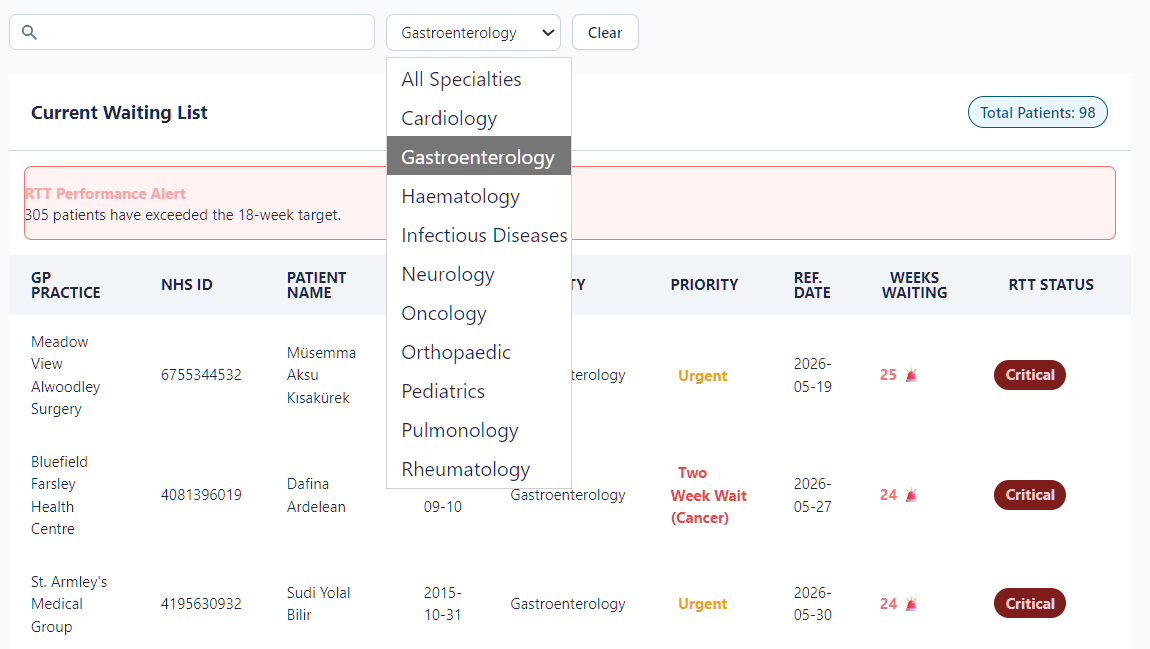 Gastroenterology
Clear
All Specialties
Cardiology
Gastroenterology
Haematology
Infectious Diseases
Neurology
Oncology
Orthopaedic
Pediatrics
Pulmonology
Rheumatology
Current Waiting List
Total Patients: 98
RTT Performance Alert
305 patients have exceeded the 18-week target.
GP PRACTICE NHS ID PATIENT NAME TY PRIORITY REF. DATE WEEKS WAITING RTT STATUS
Meadow
View
Alwoodley
Surgery
6755344532
Müsemma
Aksu
Kısakürek
terology
Urgent
2026-
05-19
25
Critical
Bluefield
Farsley
Health
Centre
4081396019
Dafina
Ardelean
09-10
Gastroenterology
Two
Week Wait
(Cancer)
2026-
05-27
24
Critical
St. Armley's
Medical
Group
4195630932
Sudi Yolal
Bilir
2015-
10-31
Gastroenterology
Urgent
2026-
05-30
24
Critical